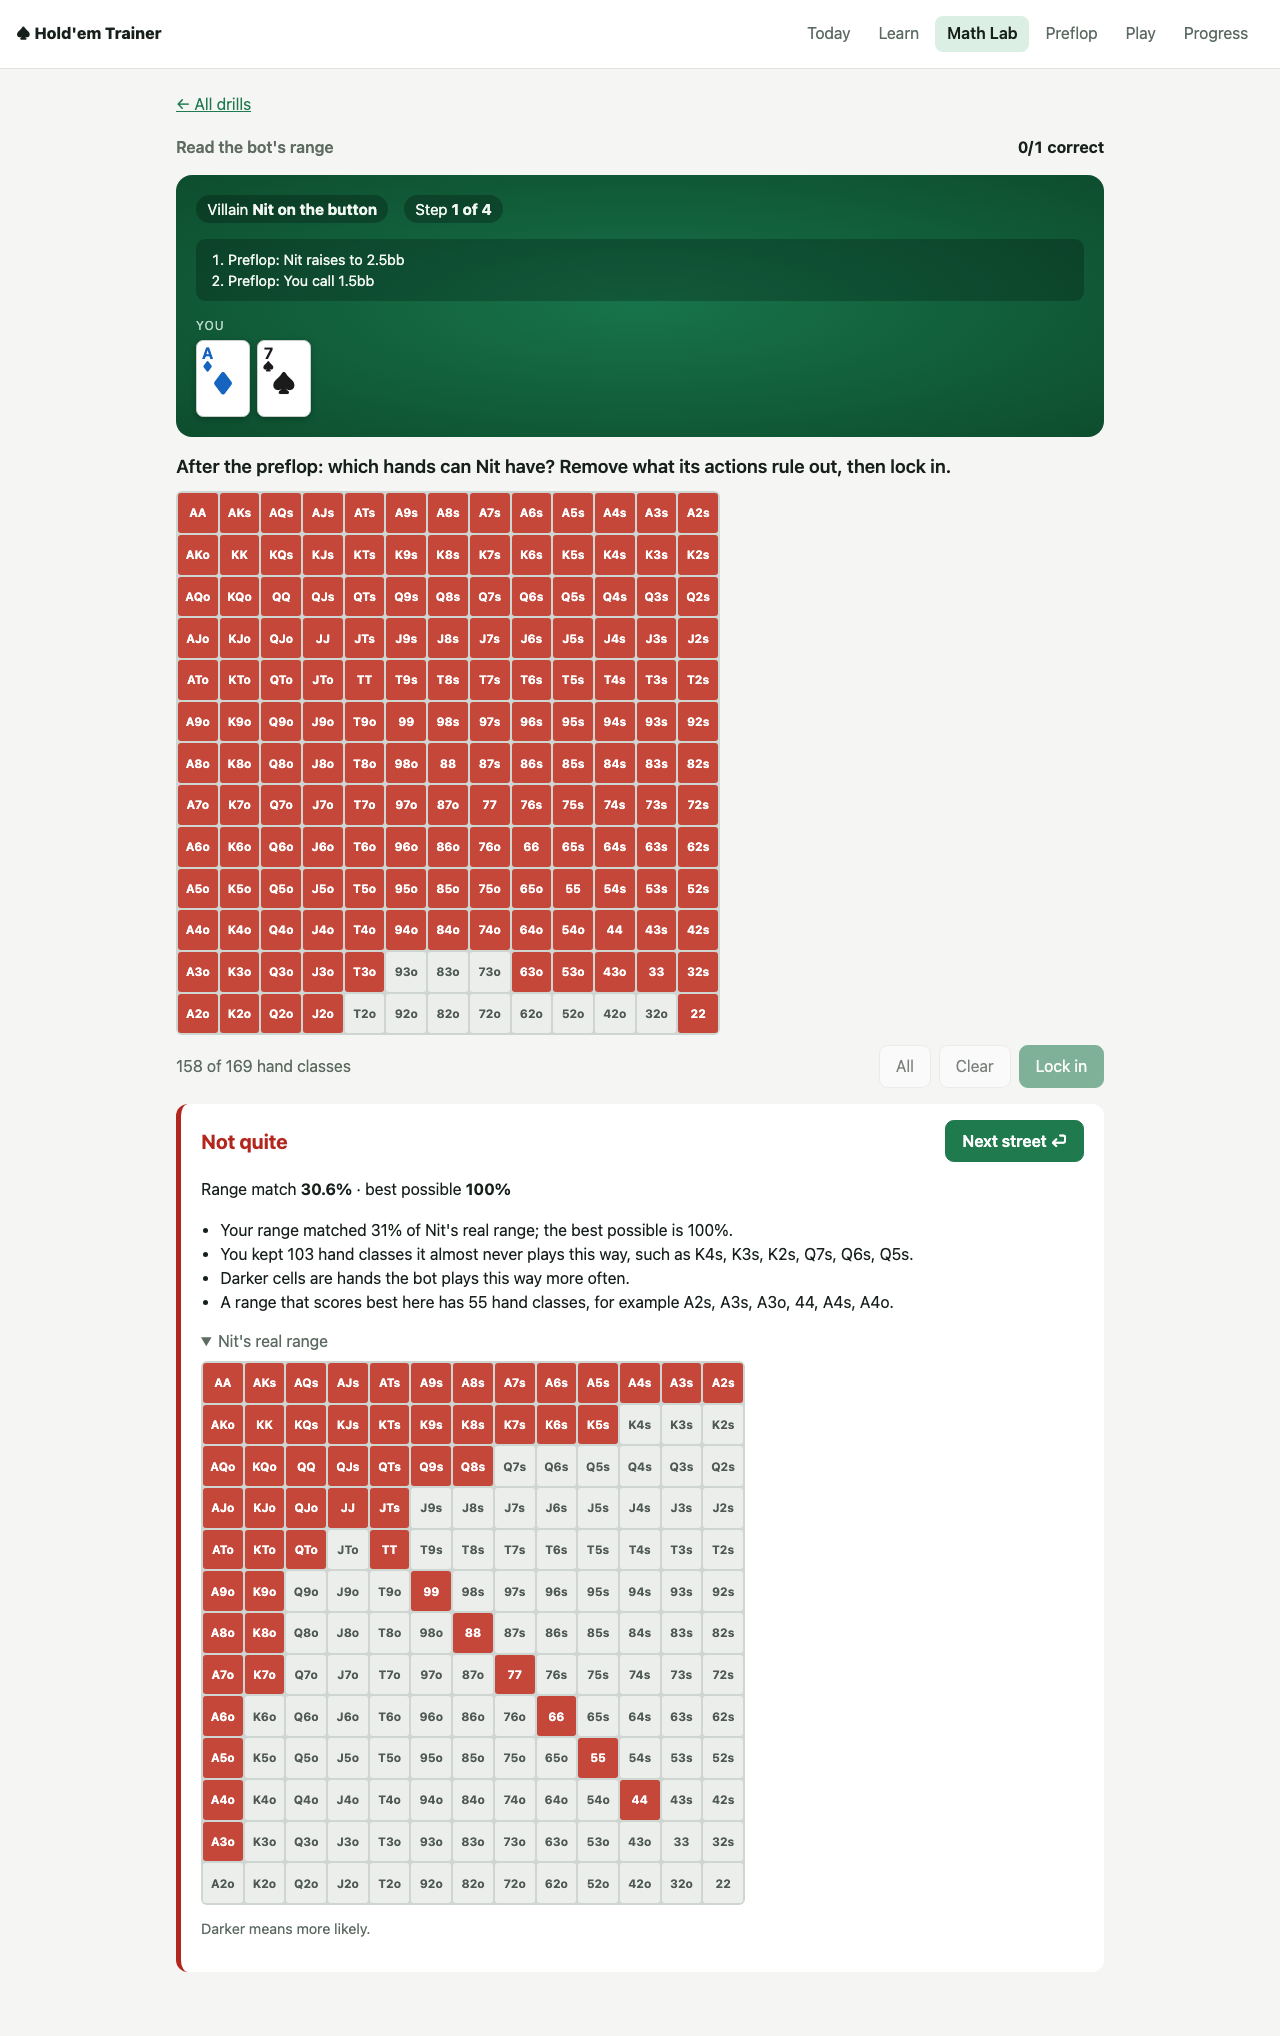 ♠ Hold'em Trainer
Today Learn Math Lab Preflop Play Progress
← All drills
Read the bot's range 0/1 correct
Villain Nit on the button Step 1 of 4
1. Preflop: Nit raises to 2.5bb
2. Preflop: You call 1.5bb
YOU
A♦ 7♠
After the preflop: which hands can Nit have? Remove what its actions rule out, then lock in.
AA AKs AQs AJs ATs A9s A8s A7s A6s A5s A4s A3s A2s
AKo KK KQs KJs KTs K9s K8s K7s K6s K5s K4s K3s K2s
AQo KQo QQ QJs QTs Q9s Q8s Q7s Q6s Q5s Q4s Q3s Q2s
AJo KJo QJo JJ JTs J9s J8s J7s J6s J5s J4s J3s J2s
ATo KTo QTo JTo TT T9s T8s T7s T6s T5s T4s T3s T2s
A9o K9o Q9o J9o T9o 99 98s 97s 96s 95s 94s 93s 92s
A8o K8o Q8o J8o T8o 98o 88 87s 86s 85s 84s 83s 82s
A7o K7o Q7o J7o T7o 97o 87o 77 76s 75s 74s 73s 72s
A6o K6o Q6o J6o T6o 96o 86o 76o 66 65s 64s 63s 62s
A5o K5o Q5o J5o T5o 95o 85o 75o 65o 55 54s 53s 52s
A4o K4o Q4o J4o T4o 94o 84o 74o 64o 54o 44 43s 42s
A3o K3o Q3o J3o T3o 93o 83o 73o 63o 53o 43o 33 32s
A2o K2o Q2o J2o T2o 92o 82o 72o 62o 52o 42o 32o 22
158 of 169 hand classes All Clear Lock in
Not quite Next street ⏎
Range match 30.6% · best possible 100%
• Your range matched 31% of Nit's real range; the best possible is 100%.
• You kept 103 hand classes it almost never plays this way, such as K4s, K3s, K2s, Q7s, Q6s, Q5s.
• Darker cells are hands the bot plays this way more often.
• A range that scores best here has 55 hand classes, for example A2s, A3s, A3o, 44, A4s, A4o.
▼ Nit's real range
AA AKs AQs AJs ATs A9s A8s A7s A6s A5s A4s A3s A2s
AKo KK KQs KJs KTs K9s K8s K7s K6s K5s K4s K3s K2s
AQo KQo QQ QJs QTs Q9s Q8s Q7s Q6s Q5s Q4s Q3s Q2s
AJo KJo QJo JJ JTs J9s J8s J7s J6s J5s J4s J3s J2s
ATo KTo QTo JTo TT T9s T8s T7s T6s T5s T4s T3s T2s
A9o K9o Q9o J9o T9o 99 98s 97s 96s 95s 94s 93s 92s
A8o K8o Q8o J8o T8o 98o 88 87s 86s 85s 84s 83s 82s
A7o K7o Q7o J7o T7o 97o 87o 77 76s 75s 74s 73s 72s
A6o K6o Q6o J6o T6o 96o 86o 76o 66 65s 64s 63s 62s
A5o K5o Q5o J5o T5o 95o 85o 75o 65o 55 54s 53s 52s
A4o K4o Q4o J4o T4o 94o 84o 74o 64o 54o 44 43s 42s
A3o K3o Q3o J3o T3o 93o 83o 73o 63o 53o 43o 33 32s
A2o K2o Q2o J2o T2o 92o 82o 72o 62o 52o 42o 32o 22
Darker means more likely.